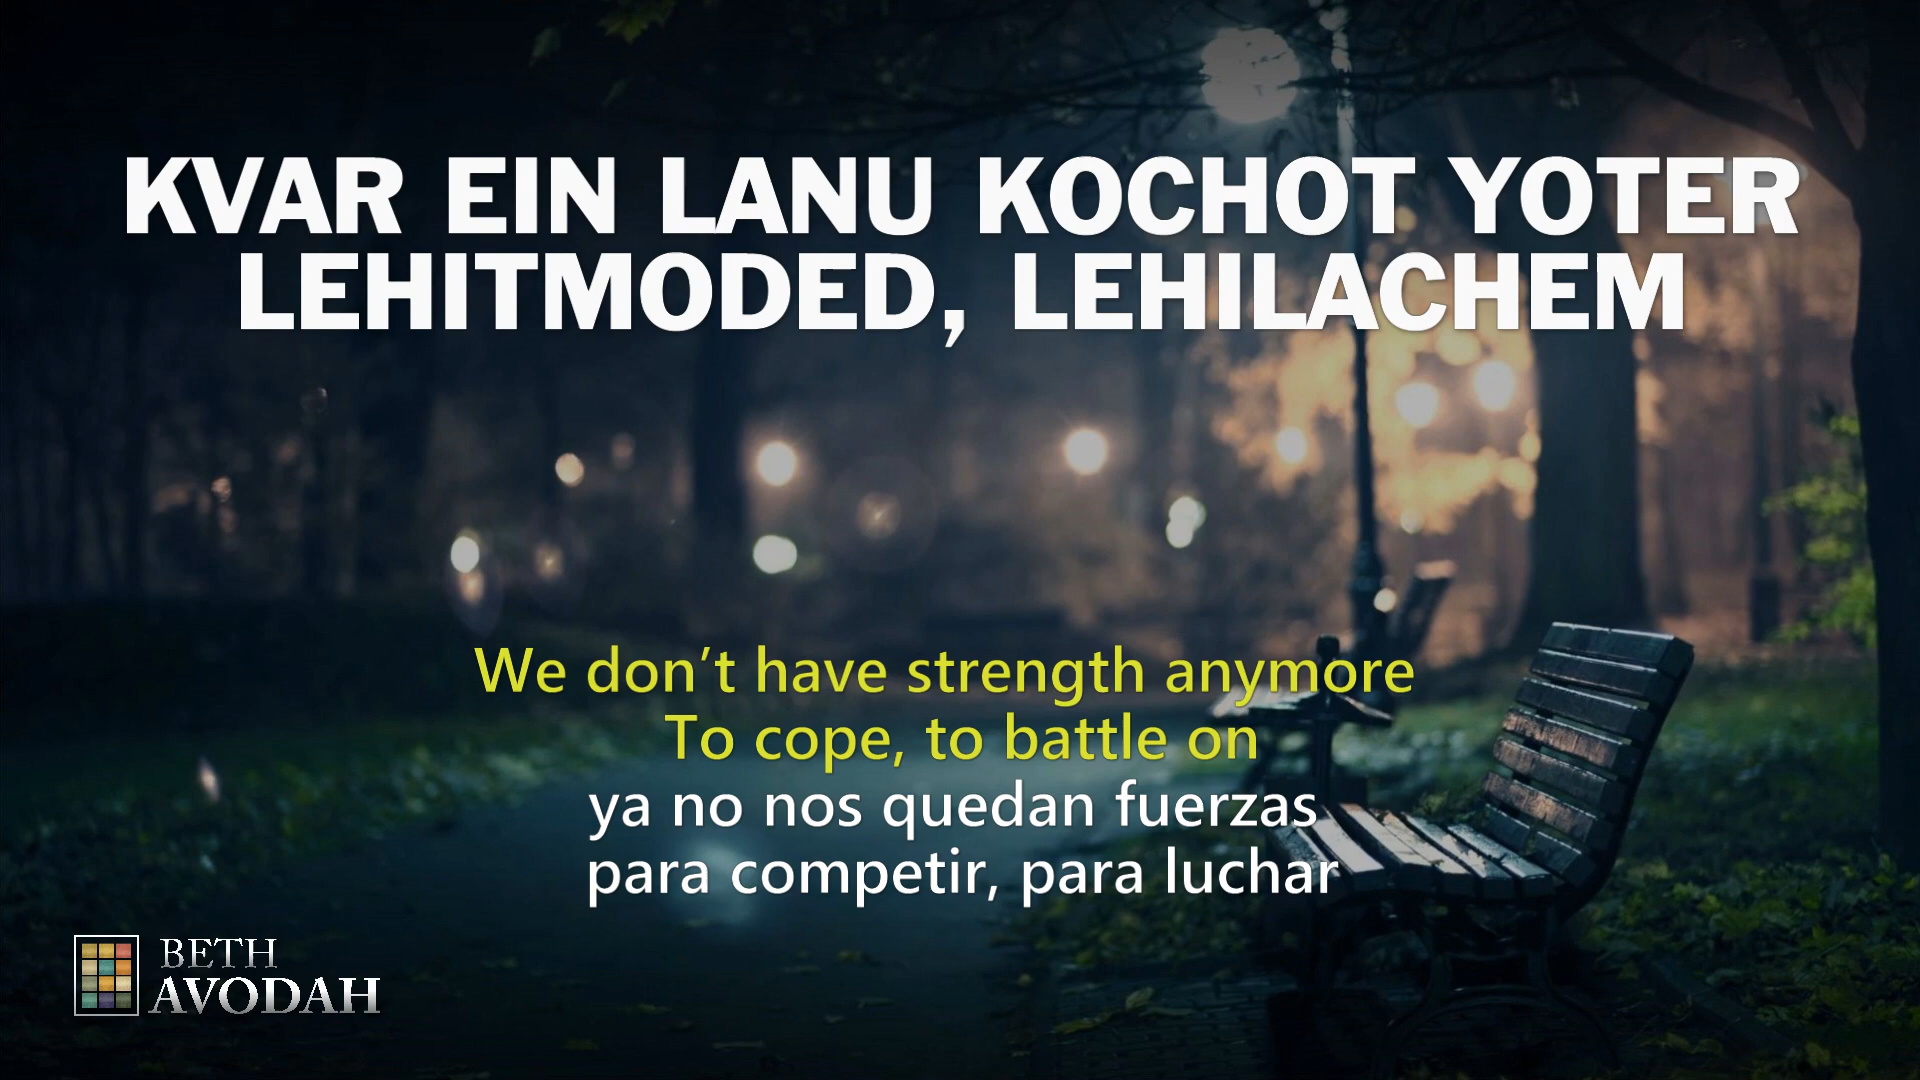 KVAR EIN LANU KOCHOT YOTER
LEHITMODED, LEHILACHEM
We don’t have strength anymore
To cope, to battle on
ya no nos quedan fuerzas
para competir, para luchar
BETH
AVODAH